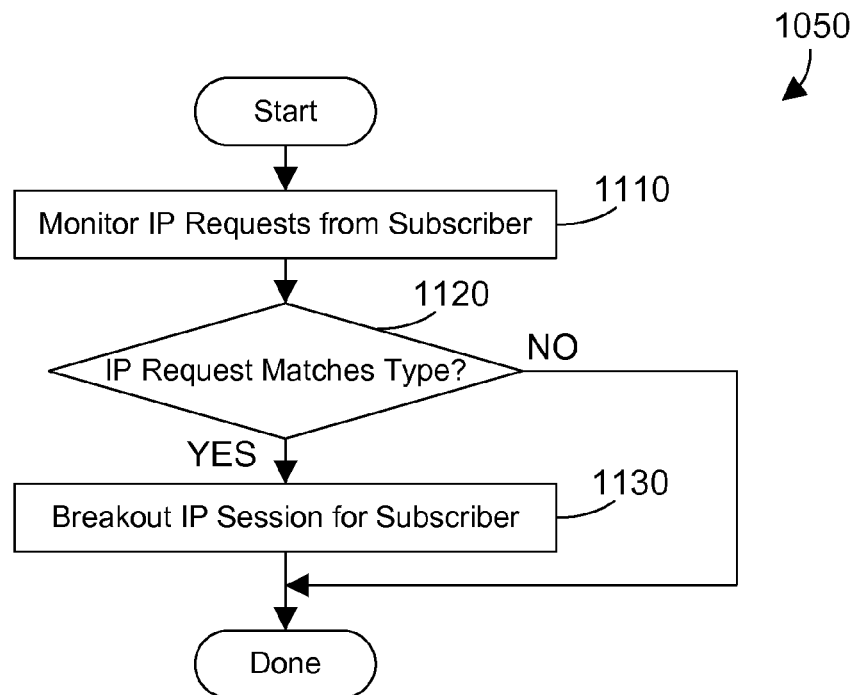 1050
Start
1110
Monitor IP Requests from Subscriber
1120
IP Request Matches Type?
NO
YES
1130
Breakout IP Session for Subscriber
Done